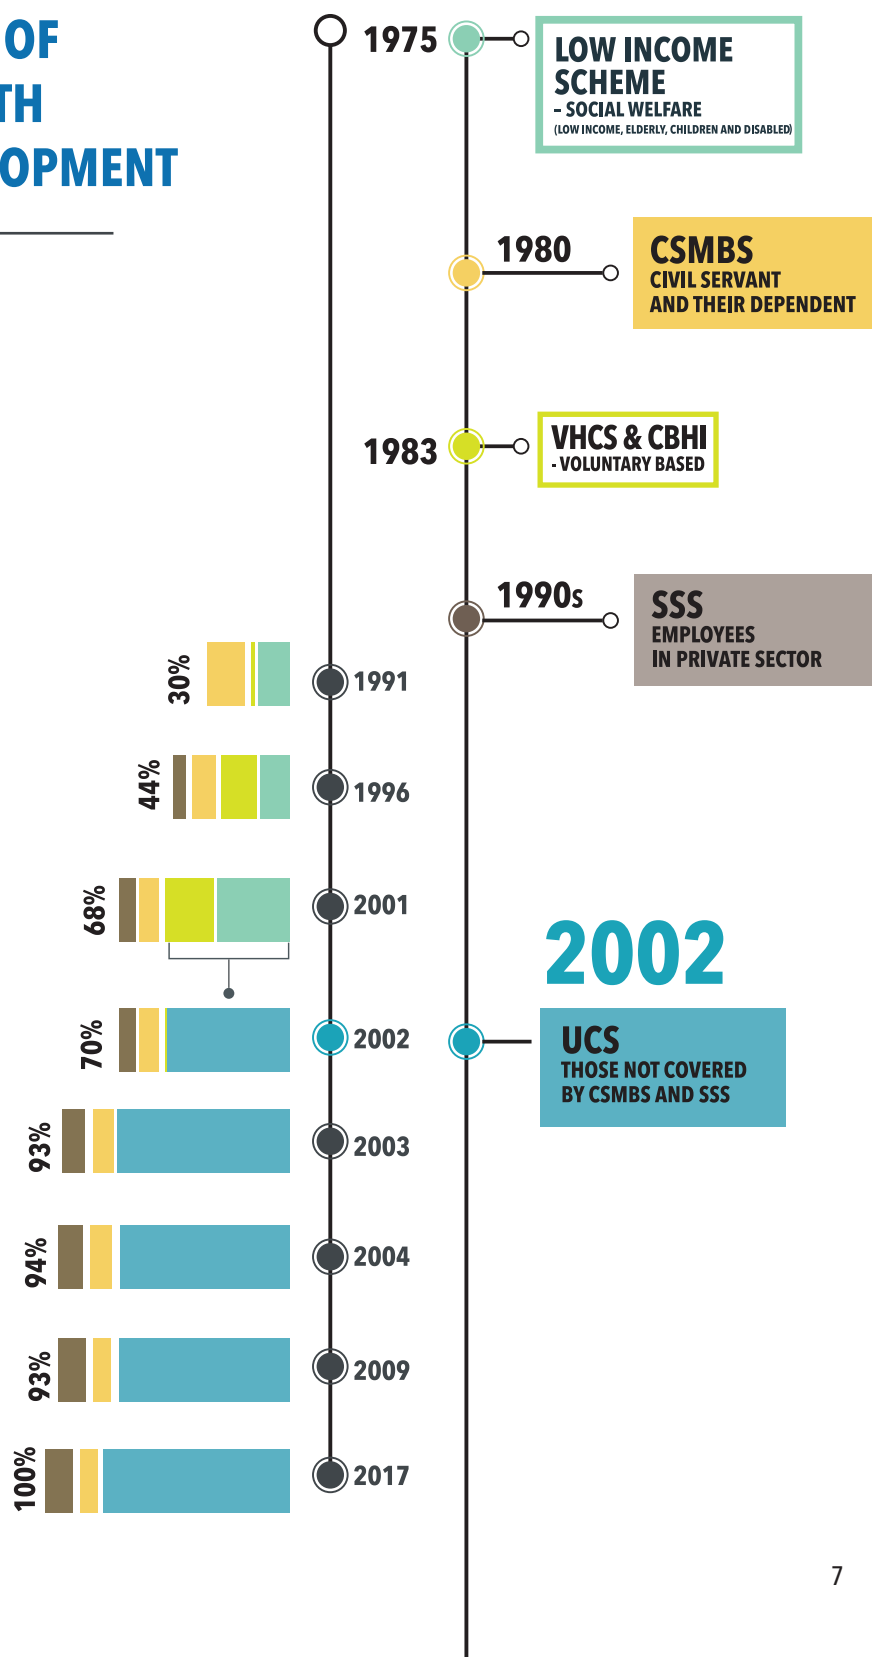 OF
TH
OPMENT
1975
LOW INCOME
SCHEME
– SOCIAL WELFARE
(LOW INCOME, ELDERLY, CHILDREN AND DISABLED)
1980
CSMBS
CIVIL SERVANT
AND THEIR DEPENDENT
1983
VHCS & CBHI
- VOLUNTARY BASED
1990s
SSS
EMPLOYEES
IN PRIVATE SECTOR
30%
1991
44%
1996
68%
2001
2002
UCS
THOSE NOT COVERED
BY CSMBS AND SSS
70%
2002
93%
2003
94%
2004
93%
2009
100%
2017
7